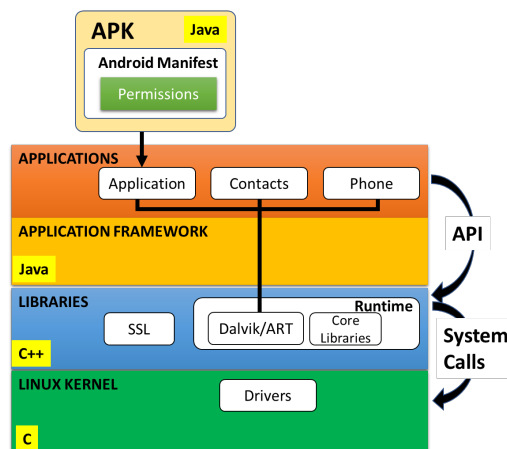 APK
Java
Android Manifest
Permissions
APPLICATIONS
Application
Contacts
Phone
APPLICATION FRAMEWORK
API
Java
LIBRARIES
Runtime
SSL
Dalvik/ART
Core
Libraries
System
Calls
C++
LINUX KERNEL
Drivers
C